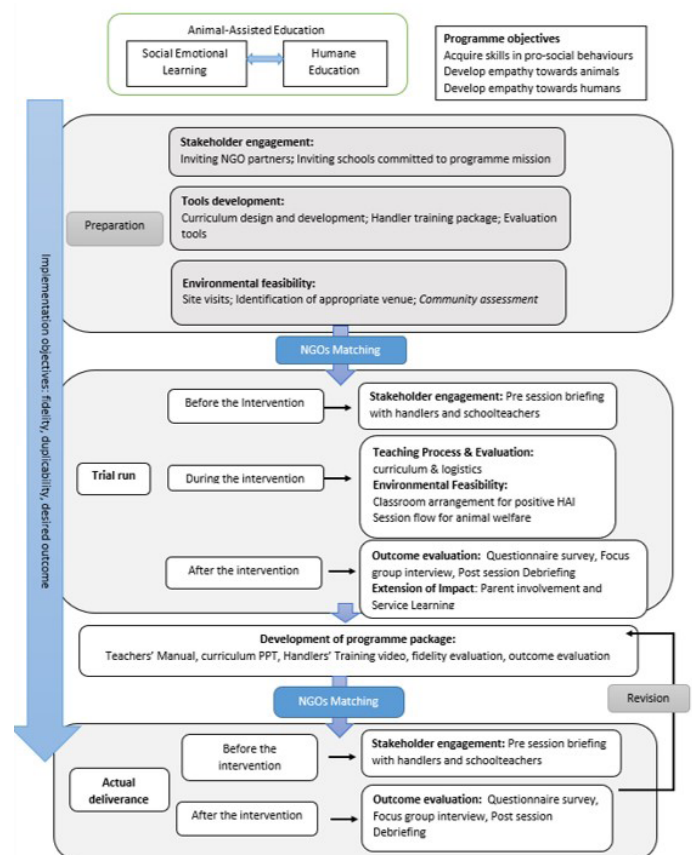 Animal-Assisted Education
Social Emotional
Learning
Humane
Education
Programme objectives
Acquire skills in pro-social behaviours
Develop empathy towards animals
Develop empathy towards humans
Implementation objectives: fidelity, duplicability, desired outcome
Preparation
Stakeholder engagement:
Inviting NGO partners; Inviting schools committed to programme mission
Tools development:
Curriculum design and development; Handler training package; Evaluation
tools
Environmental feasibility:
Site visits; Identification of appropriate venue; Community assessment
NGOs Matching
Trial run
Before the Intervention
Stakeholder engagement: Pre session briefing
with handlers and schoolteachers
During the intervention
Teaching Process & Evaluation:
curriculum & logistics
Environmental Feasibility:
Classroom arrangement for positive HAI
Session flow for animal welfare
After the intervention
Outcome evaluation: Questionnaire survey, Focus
group interview, Post session Debriefing
Extension of Impact: Parent involvement and
Service Learning
Development of programme package:
Teachers' Manual, curriculum PPT, Handlers' Training video, fidelity evaluation, outcome evaluation
NGOs Matching
Revision
Actual
deliverance
Before the
intervention
Stakeholder engagement: Pre session briefing
with handlers and schoolteachers
After the intervention
Outcome evaluation: Questionnaire survey,
Focus group interview, Post session
Debriefing